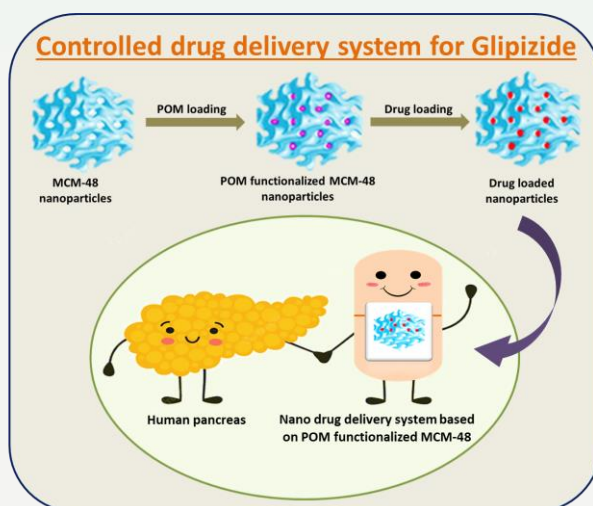 Controlled drug delivery system for Glipizide
POM loading
Drug loading
MCM-48
nanoparticles
POM functionalized MCM-48
nanoparticles
Drug loaded
nanoparticles
Human pancreas
Nano drug delivery system based
on POM functionalized MCM-48